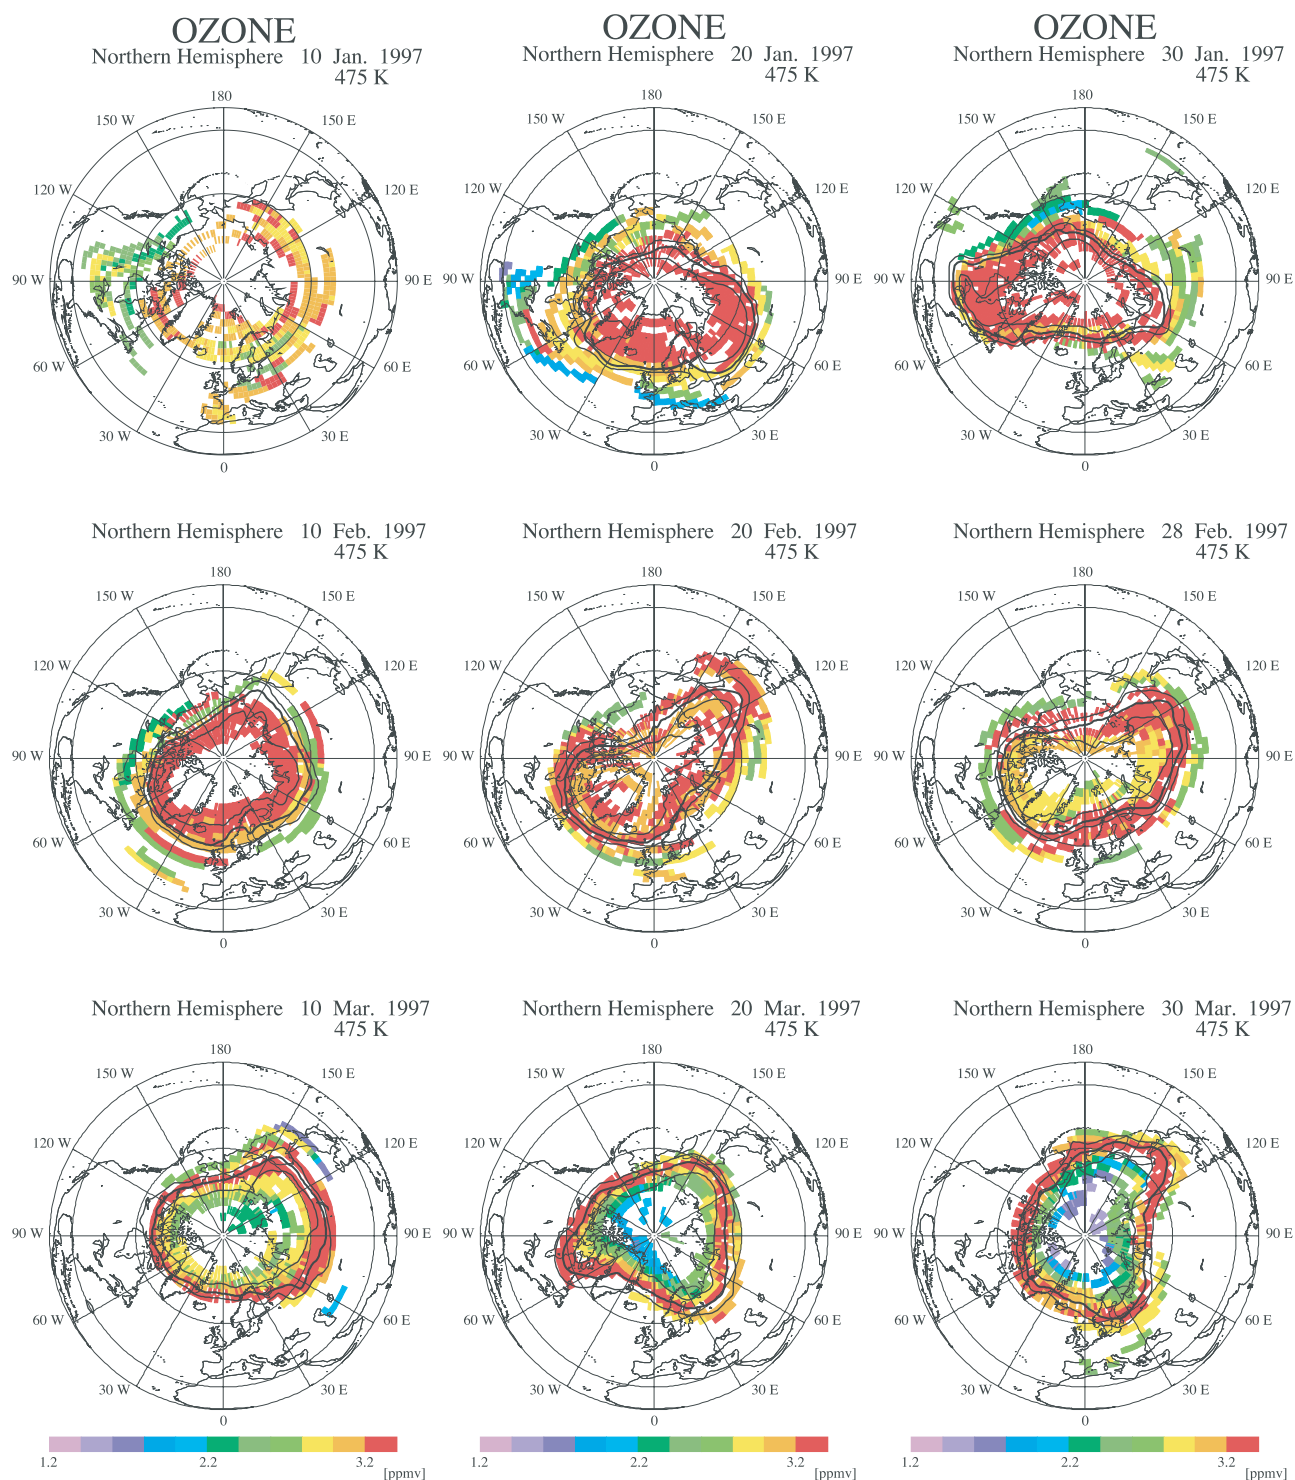 OZONE OZONE OZONE
Northern Hemisphere 10 Jan. 1997 Northern Hemisphere 20 Jan. 1997 Northern Hemisphere 30 Jan. 1997
475 K 475 K 475 K
180 180 180
150 W 150 E 150 W 150 E 150 W 150 E
120 W 120 E 120 W 120 E 120 W 120 E
90 W 90 E 90 W 90 E 90 W 90 E
60 W 60 E 60 W 60 E 60 W 60 E
30 W 30 E 30 W 30 E 30 W 30 E
0 0 0
Northern Hemisphere 10 Feb. 1997 Northern Hemisphere 20 Feb. 1997 Northern Hemisphere 28 Feb. 1997
475 K 475 K 475 K
180 180 180
150 W 150 E 150 W 150 E 150 W 150 E
120 W 120 E 120 W 120 E 120 W 120 E
90 W 90 E 90 W 90 E 90 W 90 E
60 W 60 E 60 W 60 E 60 W 60 E
30 W 30 E 30 W 30 E 30 W 30 E
0 0 0
Northern Hemisphere 10 Mar. 1997 Northern Hemisphere 20 Mar. 1997 Northern Hemisphere 30 Mar. 1997
475 K 475 K 475 K
180 180 180
150 W 150 E 150 W 150 E 150 W 150 E
120 W 120 E 120 W 120 E 120 W 120 E
90 W 90 E 90 W 90 E 90 W 90 E
60 W 60 E 60 W 60 E 60 W 60 E
30 W 30 E 30 W 30 E 30 W 30 E
0 0 0
1.2 2.2 3.2 1.2 2.2 3.2 1.2 2.2 3.2
[ppmv] [ppmv] [ppmv]